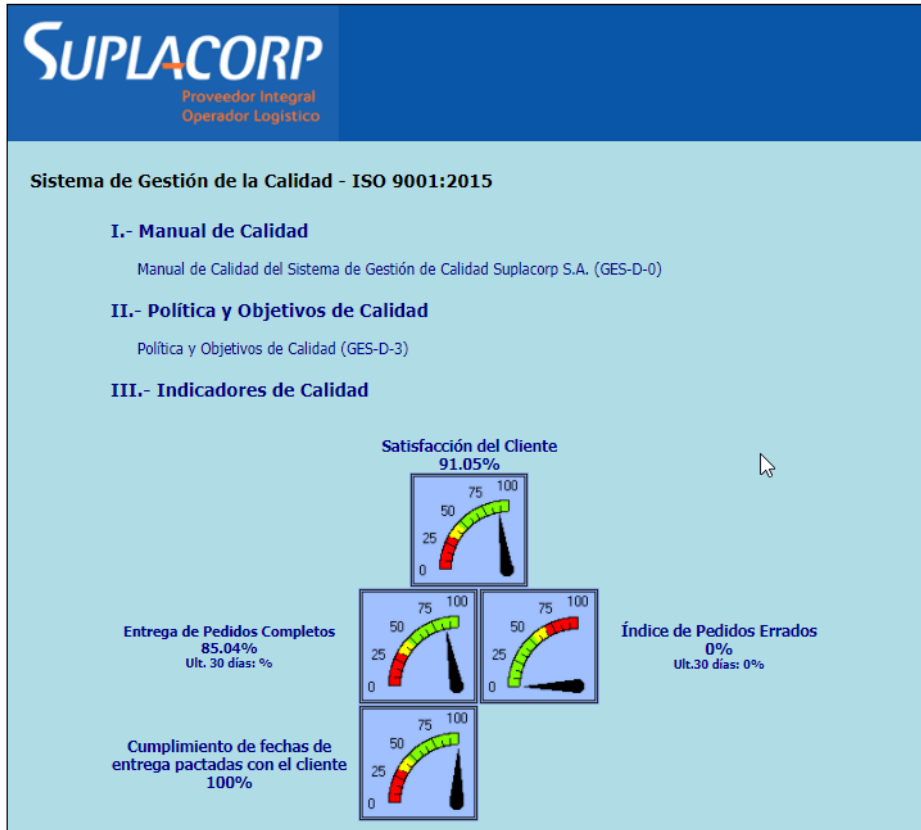 SUPLACORP
Proveedor Integral
Operador Logístico
Sistema de Gestión de la Calidad - ISO 9001:2015
I.- Manual de Calidad
Manual de Calidad del Sistema de Gestión de Calidad Suplacorp S.A. (GES-D-0)
II.- Política y Objetivos de Calidad
Política y Objetivos de Calidad (GES-D-3)
III.- Indicadores de Calidad
Satisfacción del Cliente
91.05%
0 25 50 75 100
Entrega de Pedidos Completos
85.04%
Ult. 30 días: %
0 25 50 75 100
0 25 50 75 100
Índice de Pedidos Errados
0%
Ult.30 días: 0%
Cumplimiento de fechas de
entrega pactadas con el cliente
100%
0 25 50 75 100